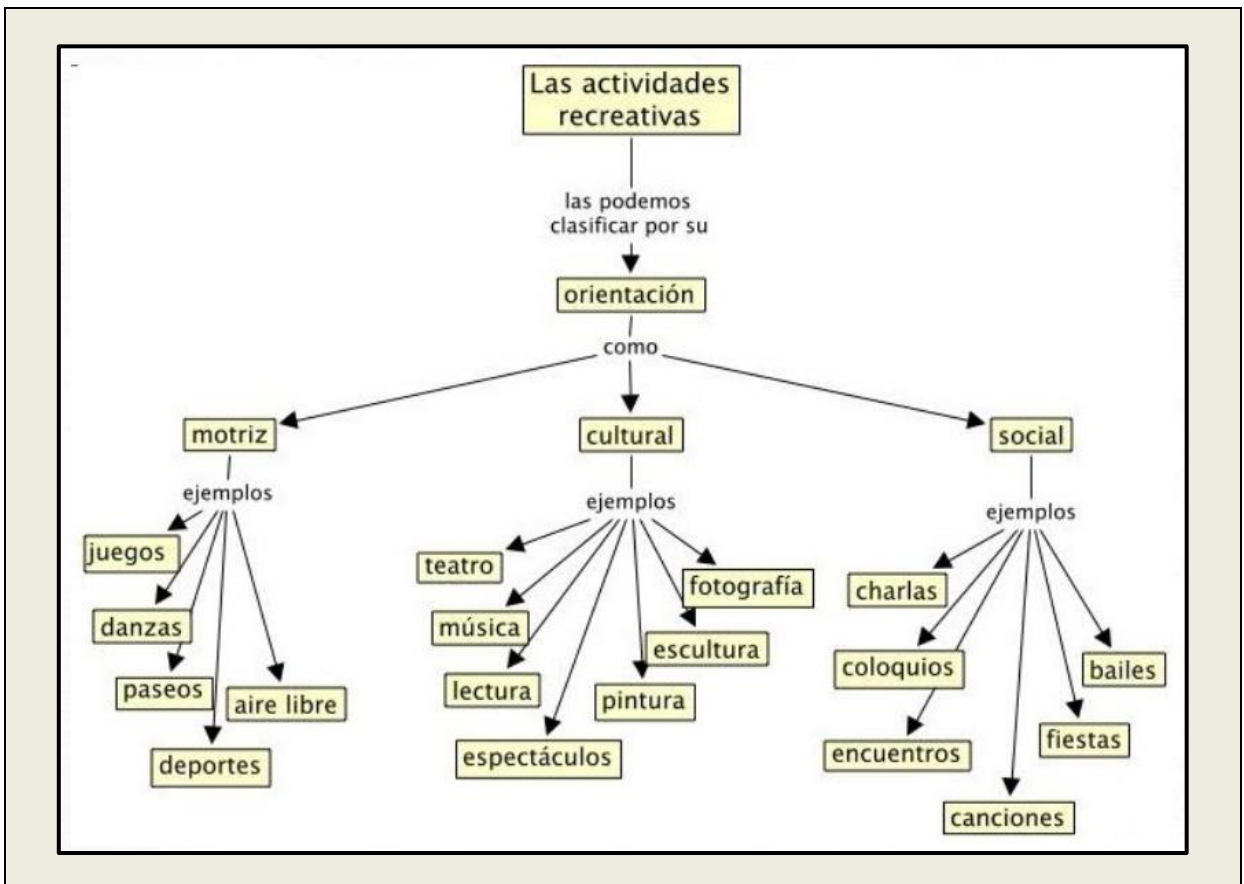 Las actividades
recreativas
las podemos
clasificar por su
orientación
como
motriz
cultural
social
ejemplos
juegos
danzas
paseos
aire libre
deportes
ejemplos
teatro
música
lectura
espectáculos
pintura
escultura
fotografía
ejemplos
charlas
coloquios
encuentros
canciones
fiestas
bailes